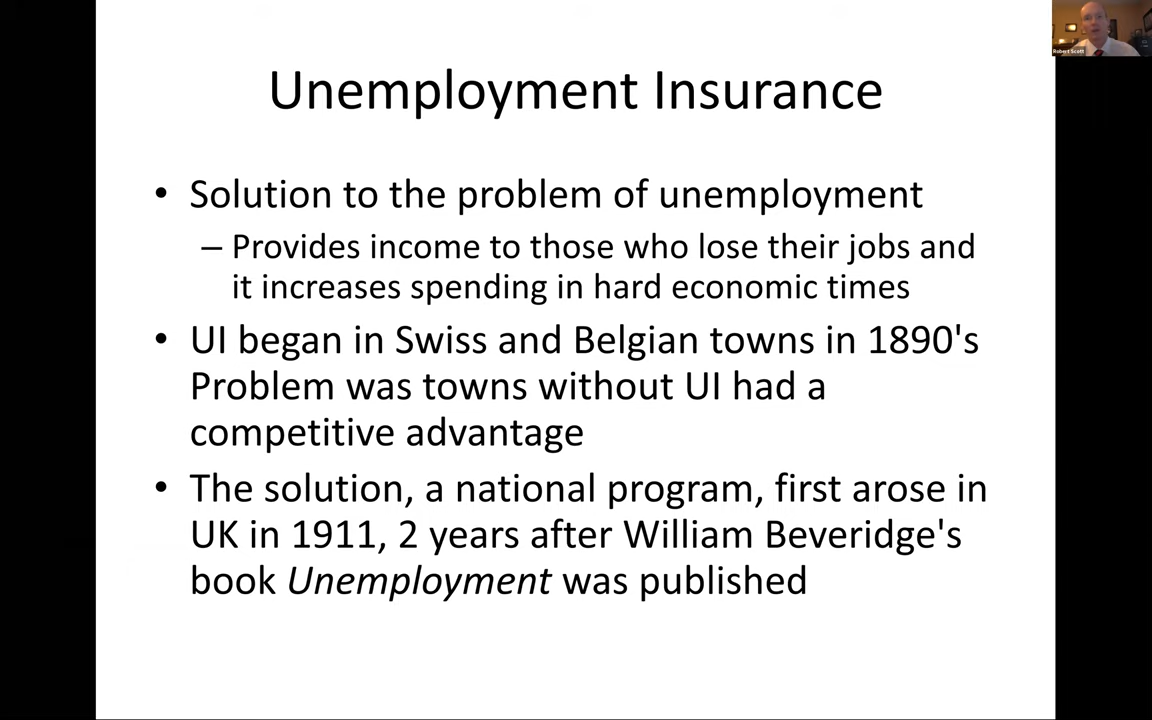 Robert Scott
Unemployment Insurance
• Solution to the problem of unemployment
– Provides income to those who lose their jobs and
it increases spending in hard economic times
• UI began in Swiss and Belgian towns in 1890's
Problem was towns without UI had a
competitive advantage
• The solution, a national program, first arose in
UK in 1911, 2 years after William Beveridge's
book Unemployment was published